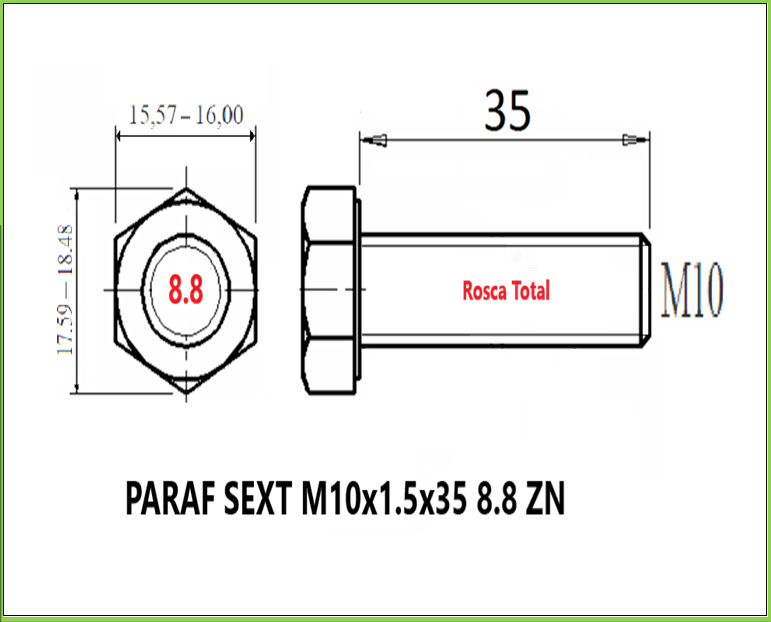 15,57–16,00
35
17.59–18.48
8.8
Rosca Total
M10
PARAF SEXT M10x1.5x35 8.8 ZN